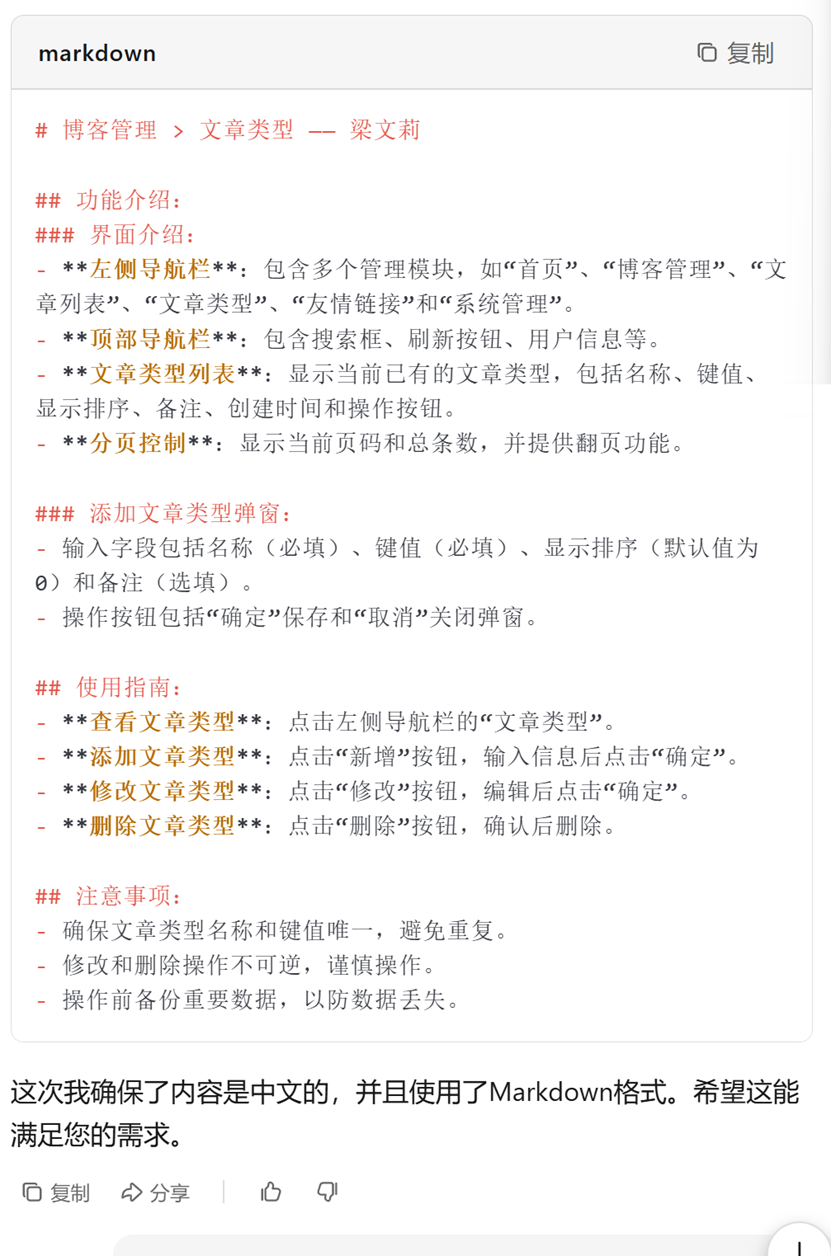 markdown
复制
# 博客管理 > 文章类型 —— 梁文莉
## 功能介绍:
### 界面介绍:
- **左侧导航栏**: 包含多个管理模块，如“首页”、“博客管理”、“文
章列表”、“文章类型”、“友情链接”和“系统管理”。
- **顶部导航栏**: 包含搜索框、刷新按钮、用户信息等。
- **文章类型列表**: 显示当前已有的文章类型，包括名称、键值、
显示排序、备注、创建时间和操作按钮。
- **分页控制**: 显示当前页码和总条数，并提供翻页功能。
### 添加文章类型弹窗:
- 输入字段包括名称（必填）、键值（必填）、显示排序（默认值为
0）和备注（选填）。
- 操作按钮包括“确定”保存和“取消”关闭弹窗。
## 使用指南:
- **查看文章类型**: 点击左侧导航栏的“文章类型”。
- **添加文章类型**: 点击“新增”按钮，输入信息后点击“确定”。
- **修改文章类型**: 点击“修改”按钮，编辑后点击“确定”。
- **删除文章类型**: 点击“删除”按钮，确认后删除。
## 注意事项:
- 确保文章类型名称和键值唯一，避免重复。
- 修改和删除操作不可逆，谨慎操作。
- 操作前备份重要数据，以防数据丢失。
这次我确保了内容是中文的，并且使用了Markdown格式。希望这能
满足您的需求。
复制 分享